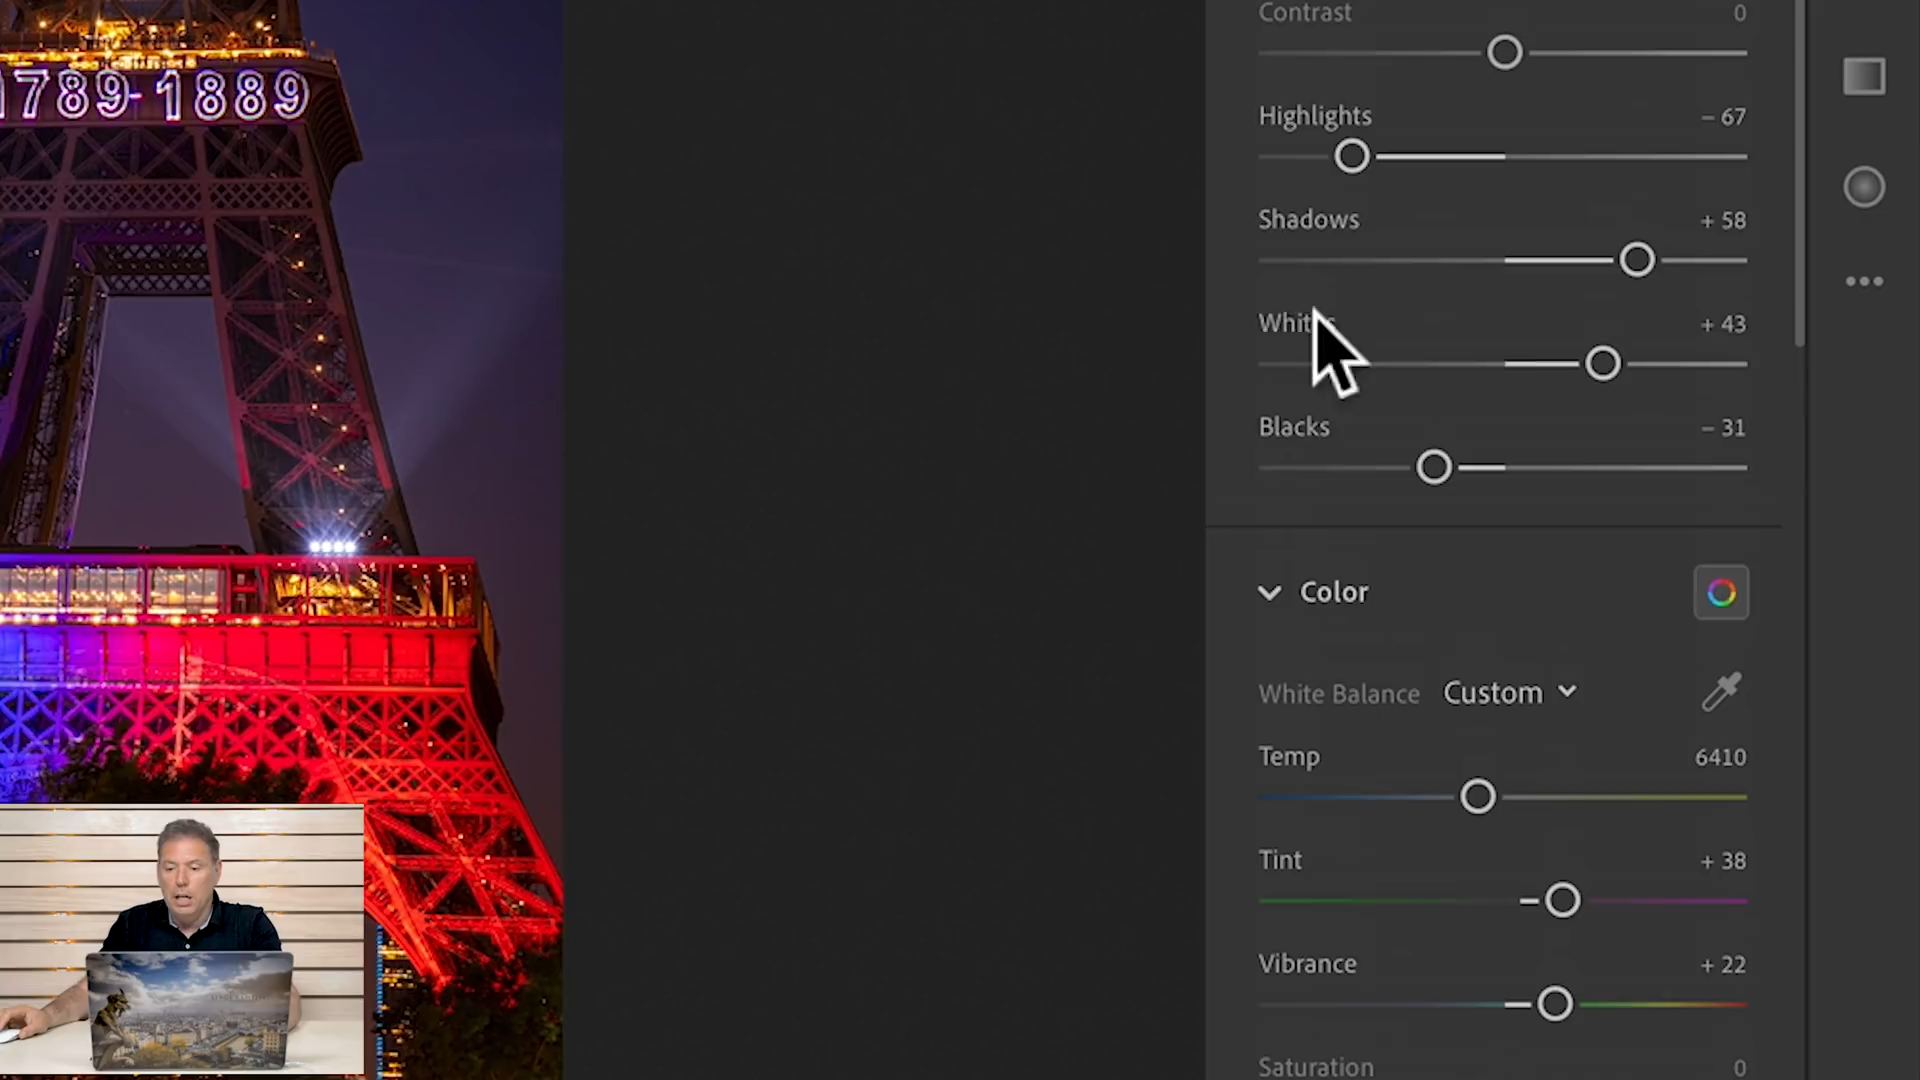 1789-1889
Contrast 0
Highlights – 67
Shadows + 58
Whites + 43
Blacks – 31
Color
White Balance Custom
Temp 6410
Tint + 38
Vibrance + 22
Saturation 0